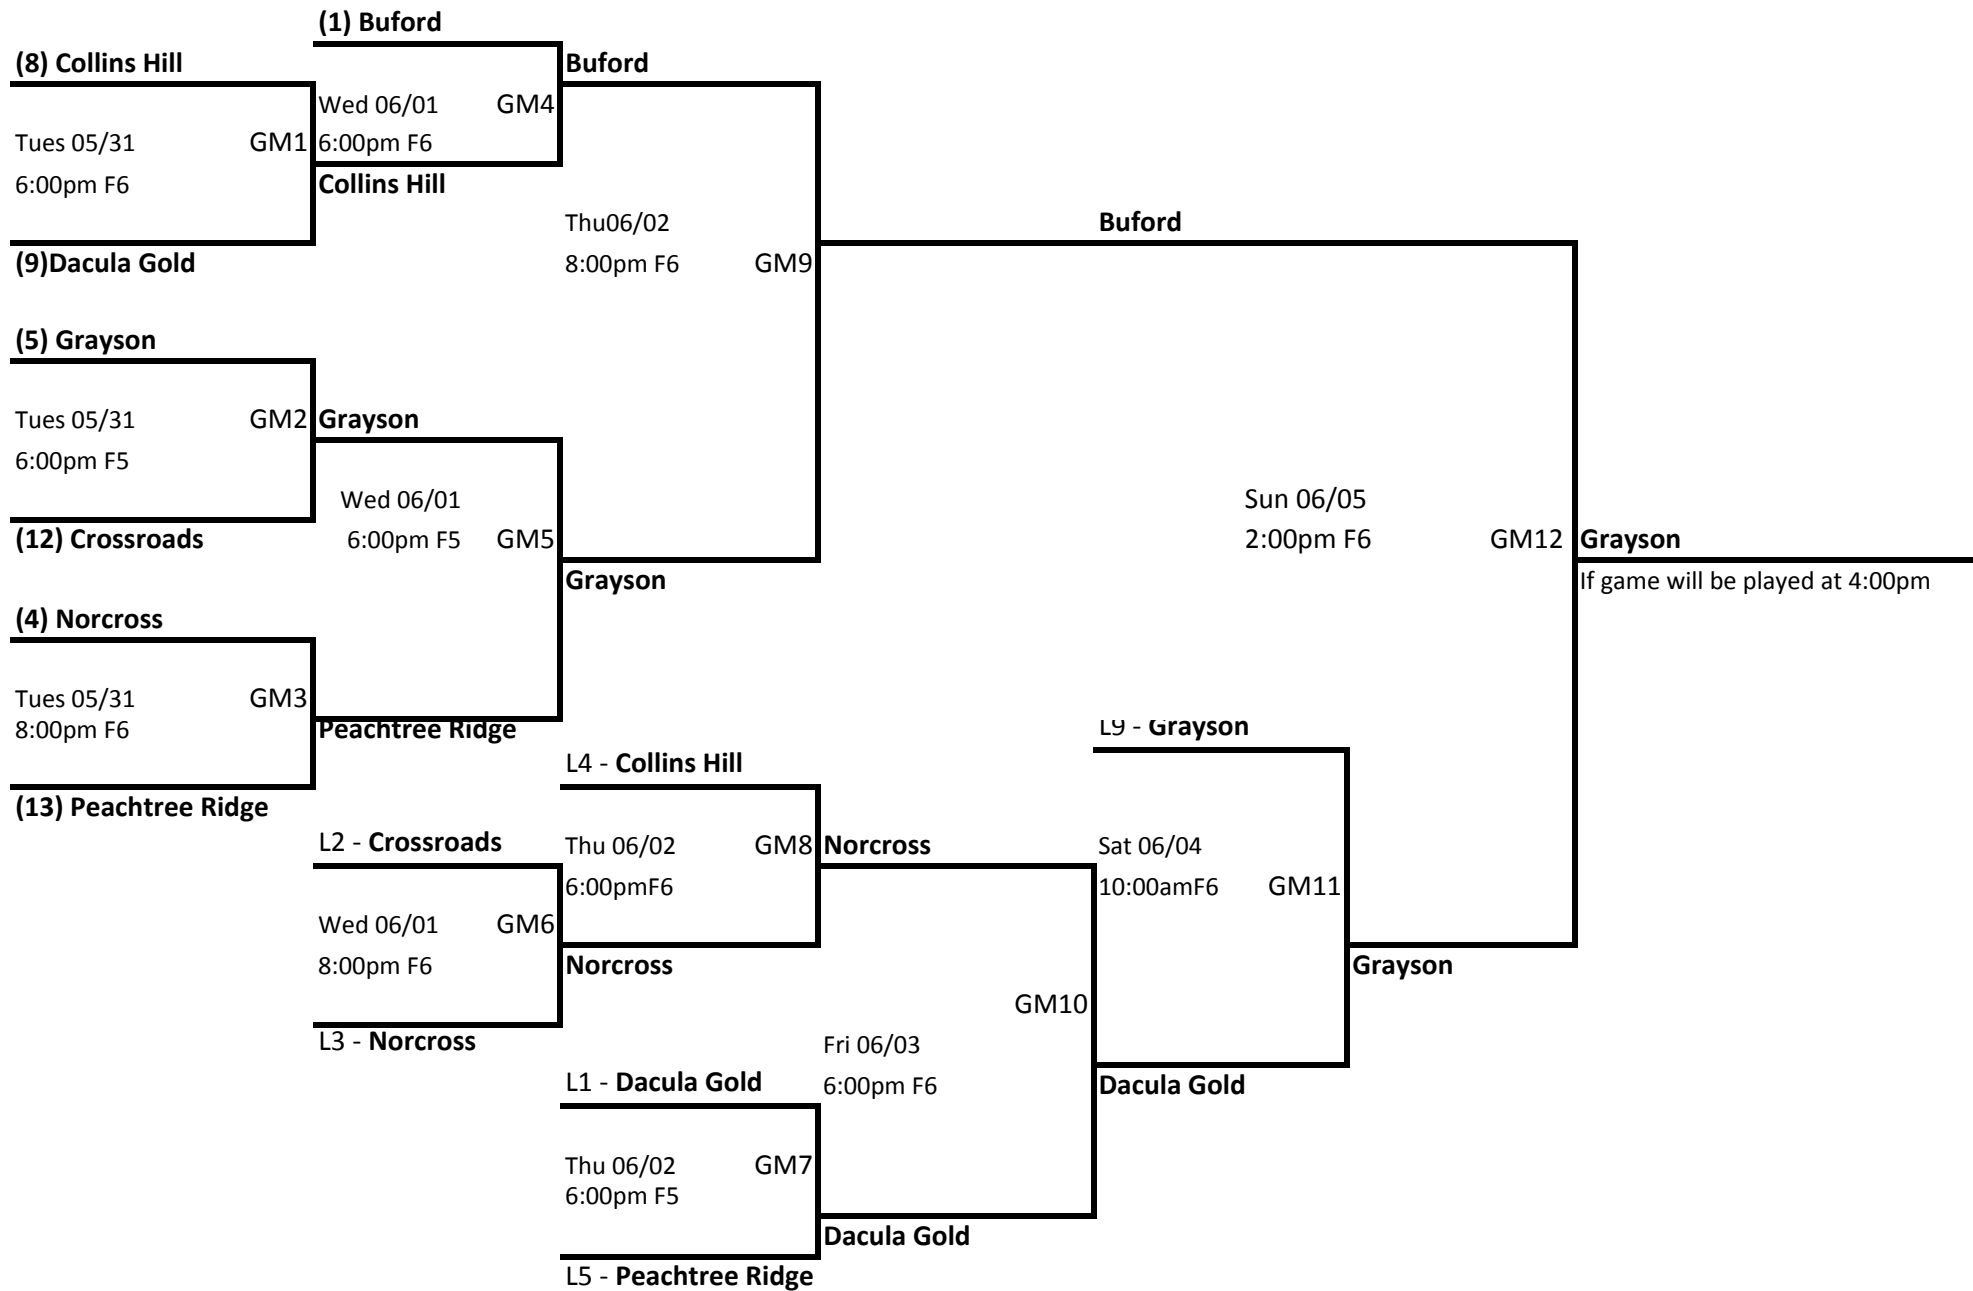 (1) Buford
(8) Collins Hill
Buford
Wed 06/01 GM4
Tues 05/31 GM1
6:00pm F6
6:00pm F6
Collins Hill
Thu06/02
Buford
(9)Dacula Gold
8:00pm F6 GM9
(5) Grayson
Tues 05/31 GM2
Grayson
6:00pm F5
Wed 06/01
Sun 06/05
(12) Crossroads
6:00pm F5 GM5
2:00pm F6 GM12
Grayson
Grayson
If game will be played at 4:00pm
(4) Norcross
Tues 05/31 GM3
8:00pm F6
Peachtree Ridge
L9 - Grayson
L4 - Collins Hill
(13) Peachtree Ridge
L2 - Crossroads
Thu 06/02 GM8
Norcross
Sat 06/04
6:00pmF6
10:00amF6 GM11
Wed 06/01 GM6
8:00pm F6
Norcross
Grayson
GM10
L3 - Norcross
Fri 06/03
L1 - Dacula Gold
6:00pm F6
Dacula Gold
Thu 06/02 GM7
6:00pm F5
Dacula Gold
L5 - Peachtree Ridge